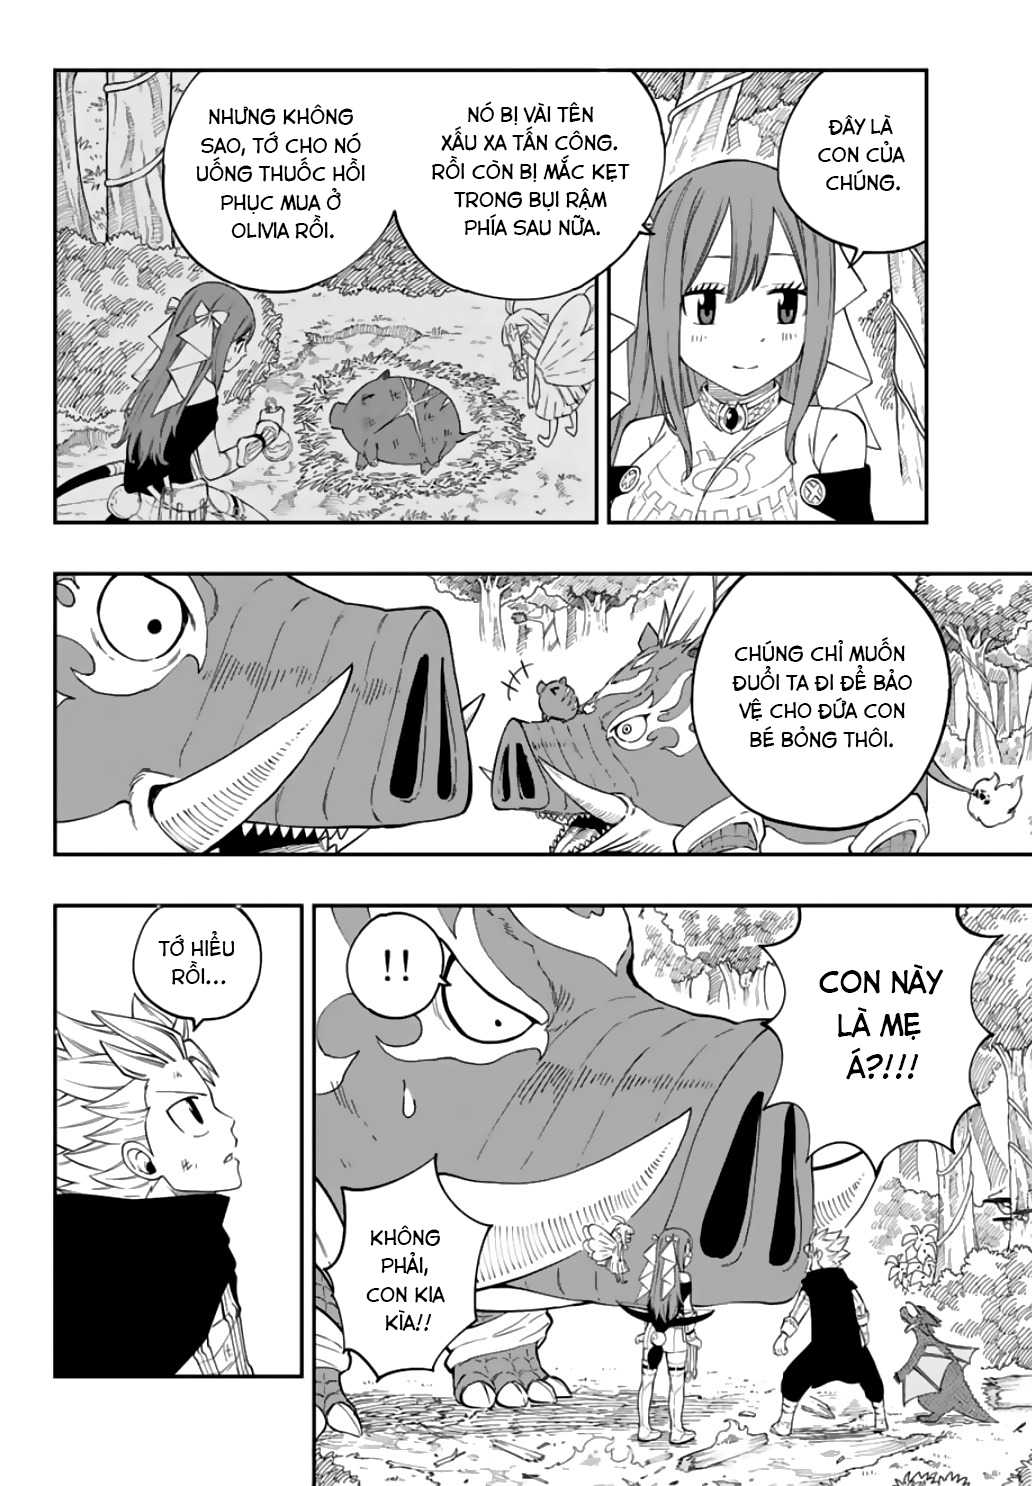 ĐÂY LÀ
CON CỦA
CHÚNG.
NÓ BỊ VÀI TÊN
XẤU XA TẤN CÔNG.
RỒI CÒN BỊ MẮC KẸT
TRONG BỤI RẬM
PHÍA SAU NỮA.
NHƯNG KHÔNG
SAO, TỚ CHO NÓ
UỐNG THUỐC HỒI
PHỤC MUA Ở
OLIVIA RỒI.
CHÚNG CHỈ MUỐN
ĐUỔI TA ĐI ĐỂ BẢO
VỆ CHO ĐỨA CON
BÉ BỎNG THÔI.
CON NÀY
LÀ MẸ
Á?!!!
!!
KHÔNG
PHẢI,
CON KIA
KÌA!!
TỚ HIỂU
RỒI...